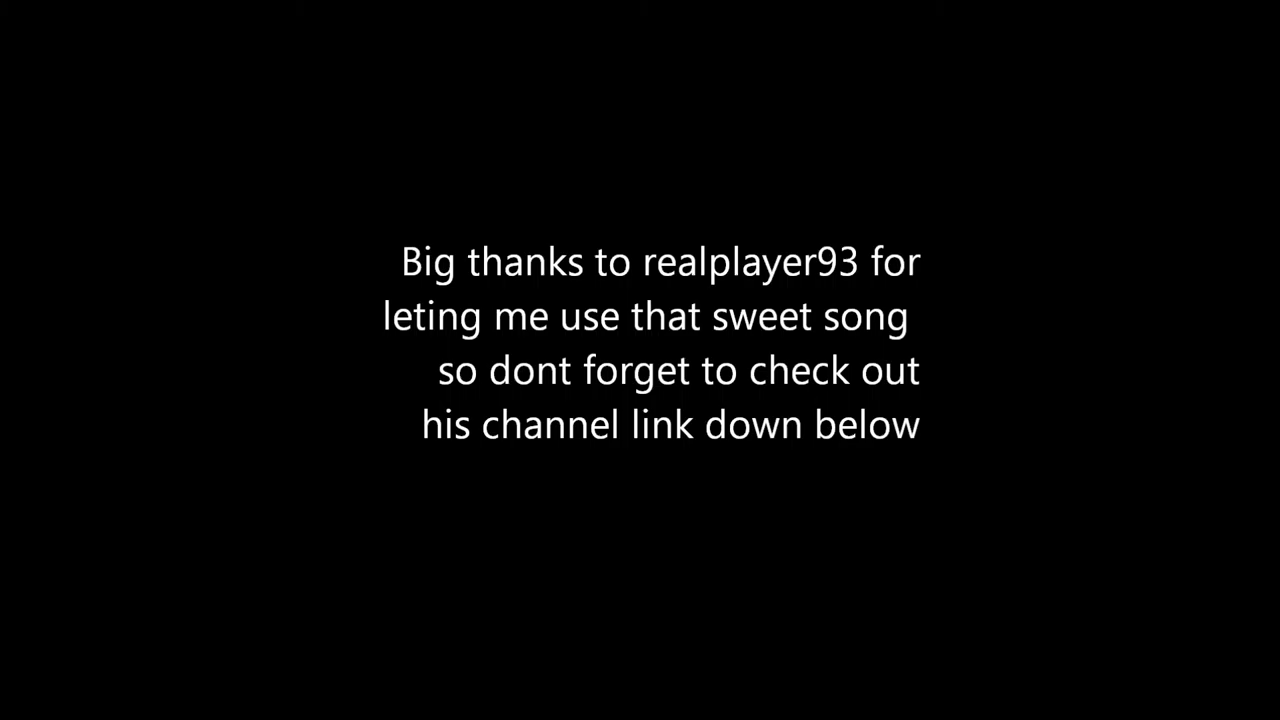 Big thanks to realplayer93 for
leting me use that sweet song
so dont forget to check out
his channel link down below